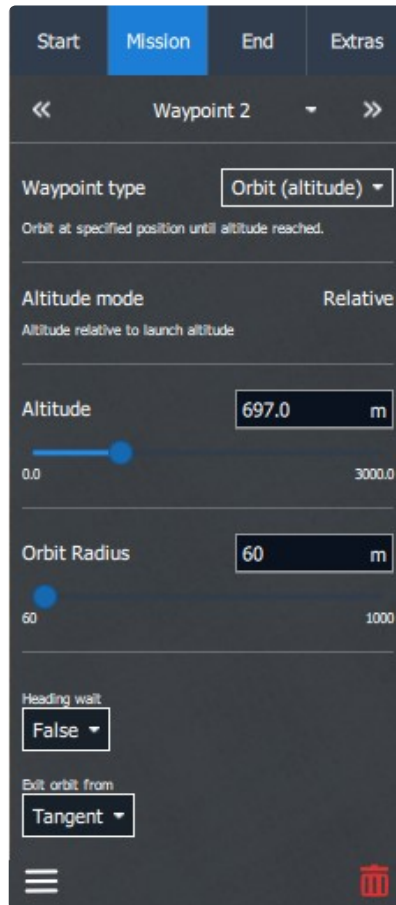 Start Mission End Extras
« Waypoint 2 »
Waypoint type Orbit (altitude)
Orbit at specified position until altitude reached.
Altitude mode Relative
Altitude relative to launch altitude
Altitude 697.0 m
0.0 3000.0
Orbit Radius 60 m
60 1000
Heading wait
False
Exit orbit from
Tangent